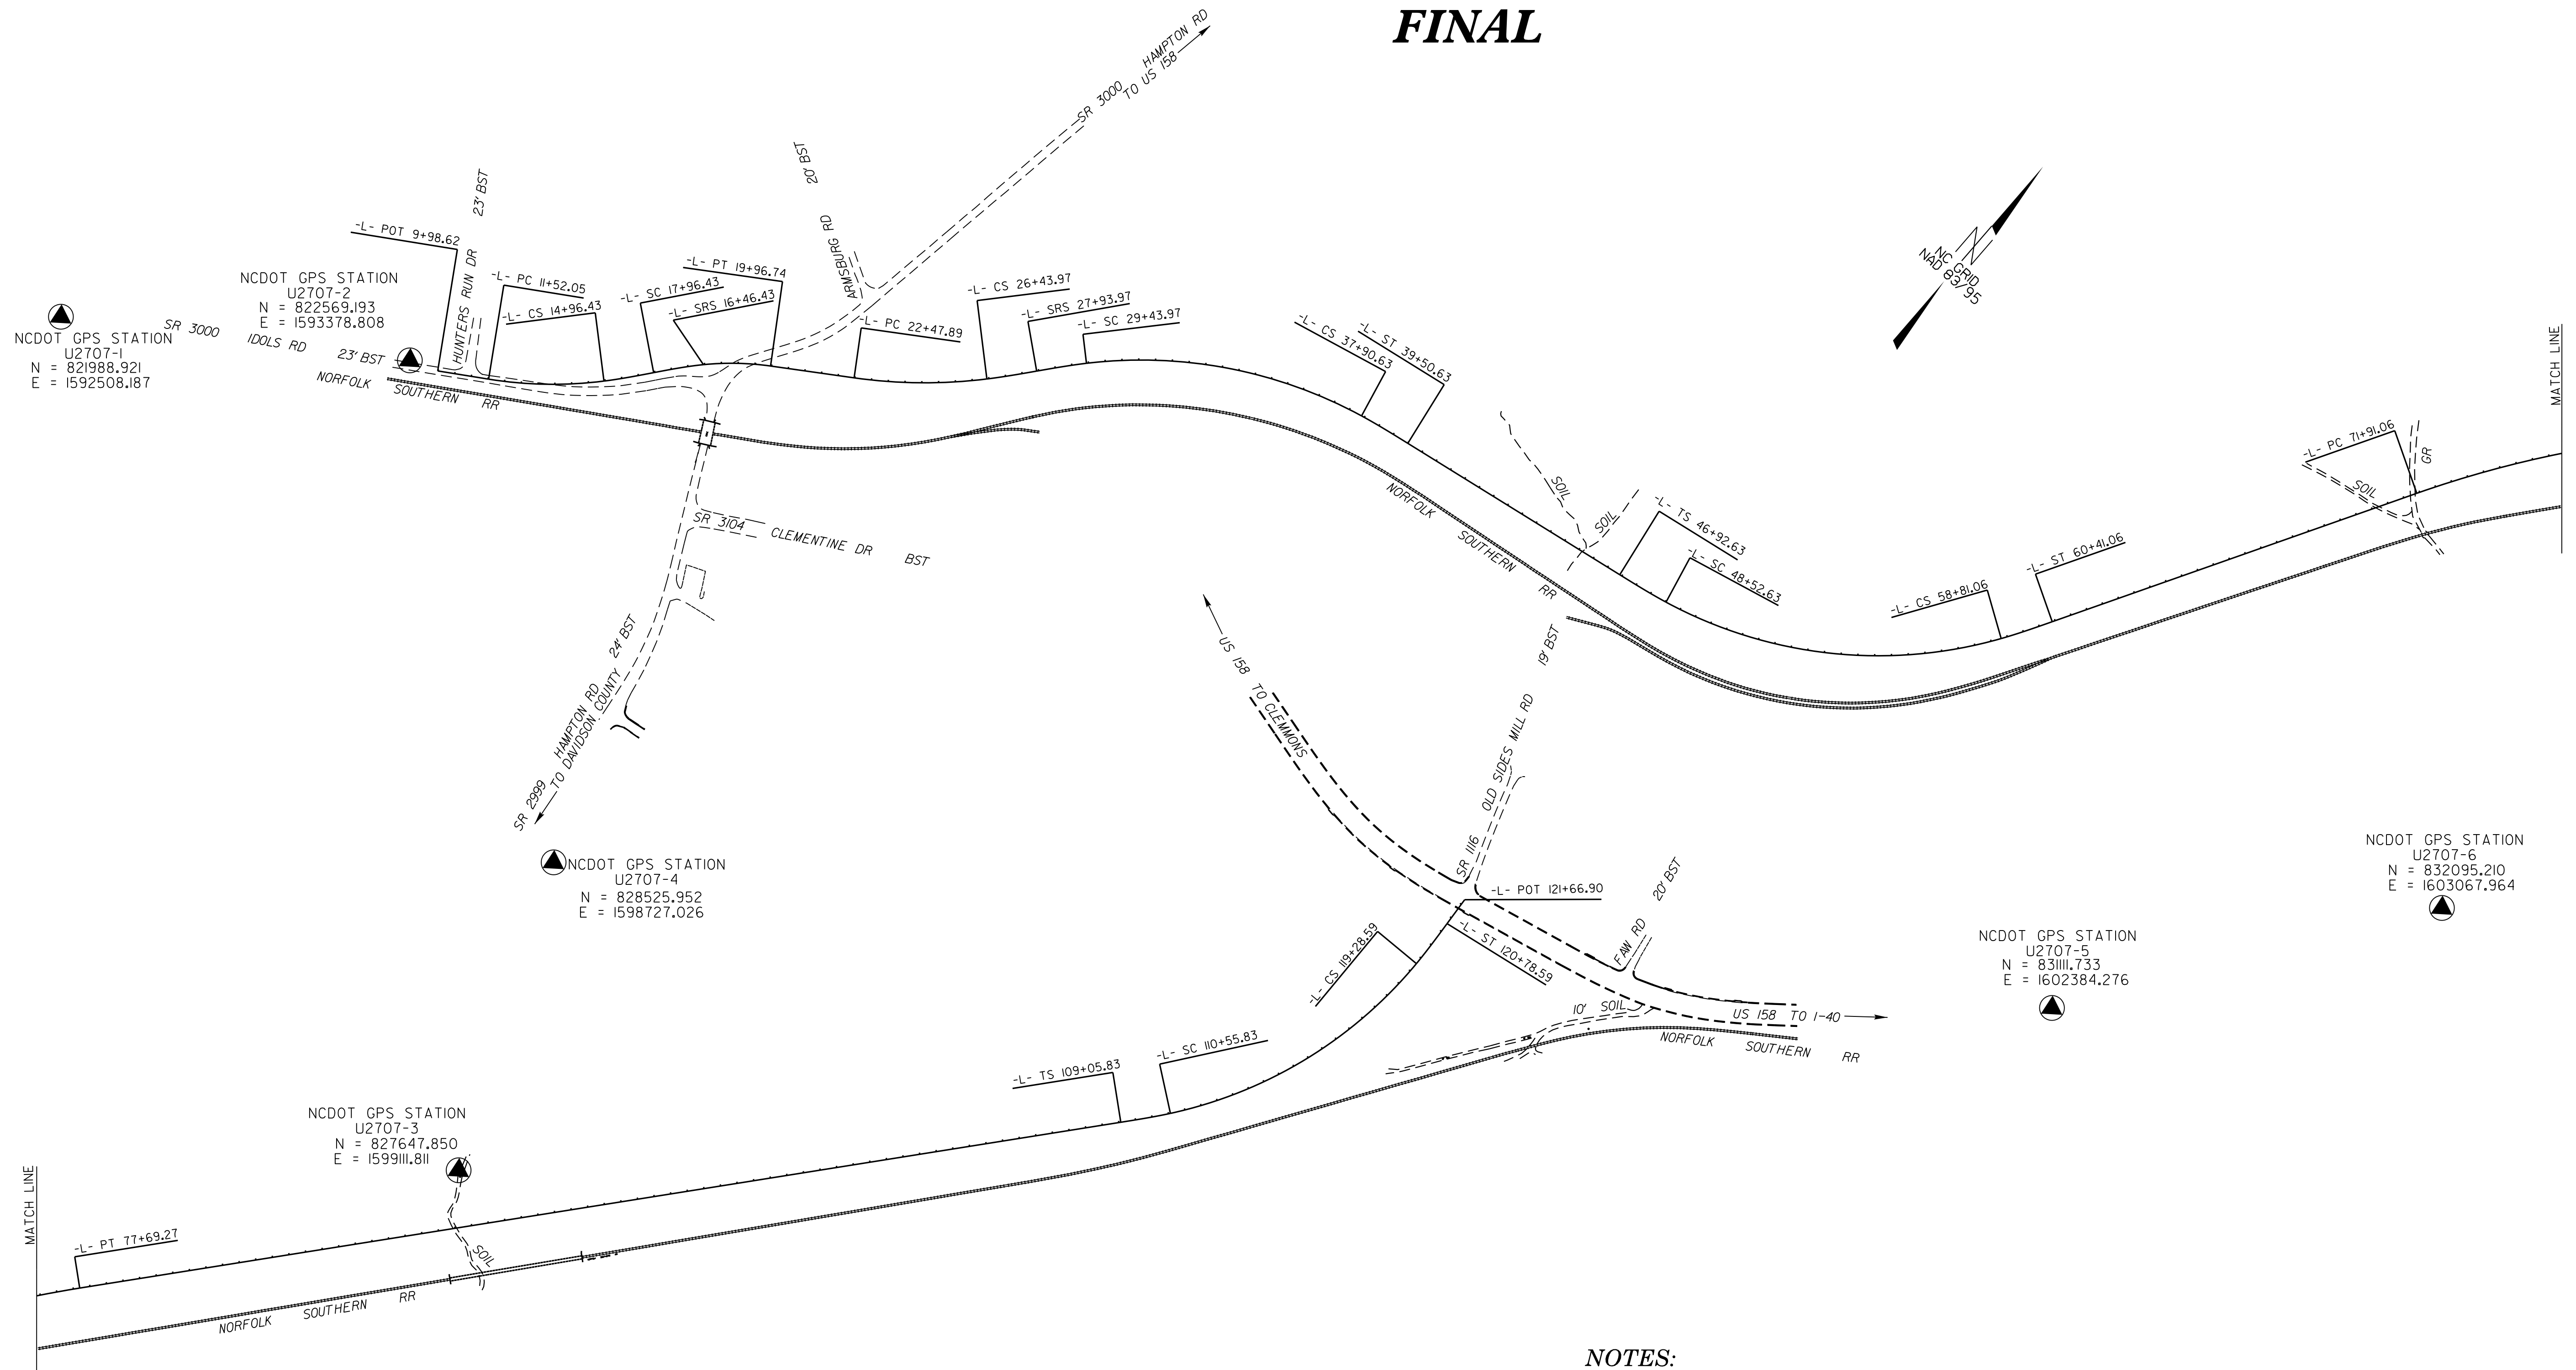 FINAL
HAMPTON RD
TO US 158
SR 3000
20' BST
ARMSBURG RD
23' BST
HUNTERS RUN DR
-L- POT 9+98.62
NCDOT GPS STATION
U2707-2
N = 822569.193
E = 1593378.808
NCDOT GPS STATION
U2707-1
N = 821988.921
E = 1592508.187
SR 3000 IDOLS RD 23' BST
NORFOLK SOUTHERN RR
-L- PC 11+52.05
-L- CS 14+96.43
-L- SC 17+96.43
-L- SRS 16+46.43
-L- PT 19+96.74
-L- PC 22+47.89
-L- CS 26+43.97
-L- SRS 27+93.97
-L- SC 29+43.97
-L- CS 37+90.63
-L- ST 39+50.63
NC GRID
NAD 83/95
MATCH LINE
SOIL
SOIL
-L- TS 46+92.63
-L- SC 48+52.63
NORFOLK SOUTHERN RR
-L- CS 58+81.06
-L- ST 60+41.06
-L- PC 71+91.06
SOIL
GR
SR 3104 CLEMENTINE DR BST
24' BST
HAMPTON RD
TO DAVIDSON COUNTY
SR 2999
NCDOT GPS STATION
U2707-4
N = 828525.952
E = 1598727.026
US 158 TO CLEMMONS
SR 1116 OLD SIDES MILL RD 19' BST
-L- POT 121+66.90
-L- CS 119+28.59
-L- ST 120+78.59
FAW RD 20' BST
10' SOIL
US 158 TO I-40
NORFOLK SOUTHERN RR
NCDOT GPS STATION
U2707-5
N = 831111.733
E = 1602384.276
NCDOT GPS STATION
U2707-6
N = 832095.210
E = 1603067.964
-L- TS 109+05.83
-L- SC 110+55.83
NCDOT GPS STATION
U2707-3
N = 827647.850
E = 1599111.811
MATCH LINE
-L- PT 77+69.27
SOIL
NORFOLK SOUTHERN RR
NOTES: